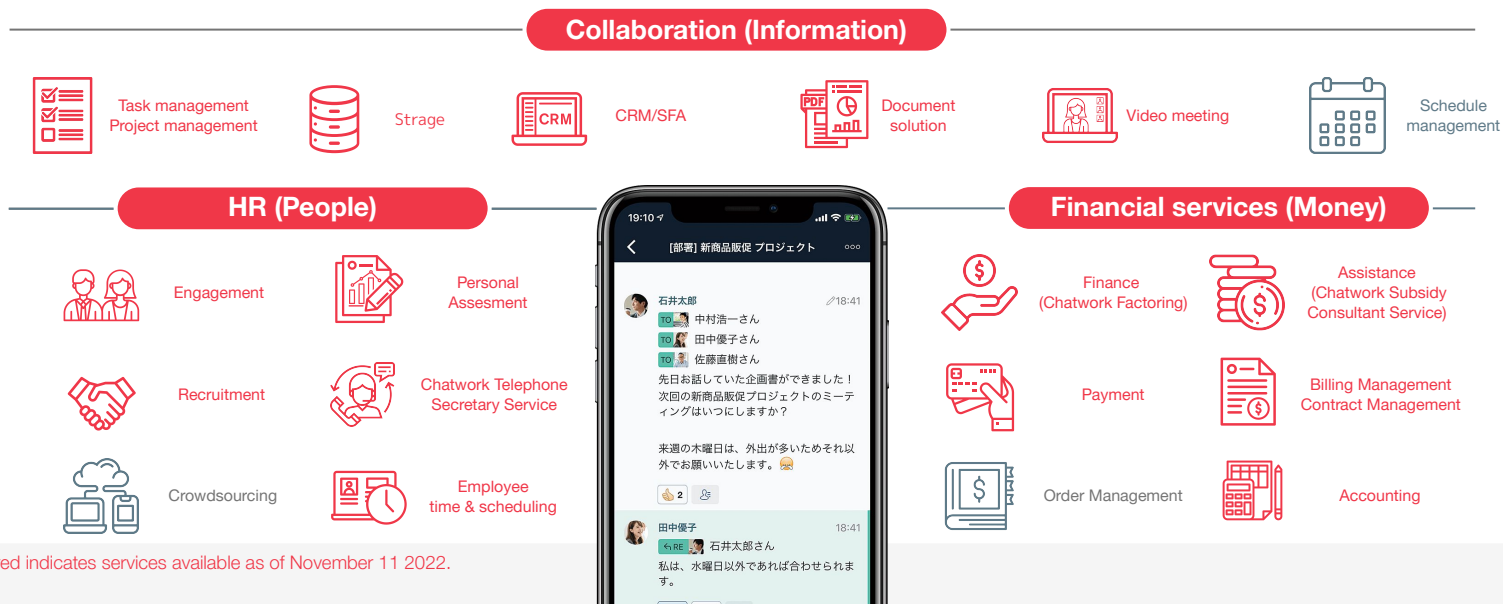 Collaboration (Information)
Task management
Project management
Strage
CRM
CRM/SFA
PDF
Document
solution
Video meeting
Schedule
management
HR (People)
Engagement
Personal
Assesment
Recruitment
Chatwork Telephone
Secretary Service
Crowdsourcing
Employee
time & scheduling
19:10
[部署] 新商品販促 プロジェクト
石井太郎
18:41
TO 中村浩一さん
TO 田中優子さん
TO 佐藤直樹さん
先日お話していた企画書ができました!
次回の新商品販促プロジェクトのミーテ
ィングはいつにしますか?
来週の木曜日は、外出が多いためそれ以
外でお願いいたします。
2
田中優子
18:41
RE 石井太郎さん
私は、水曜日以外であれば合わせられま
す。
Financial services (Money)
$
Finance
(Chatwork Factoring)
$
Assistance
(Chatwork Subsidy
Consultant Service)
Payment
$
Billing Management
Contract Management
$
Order Management
Accounting
ed indicates services available as of November 11 2022.